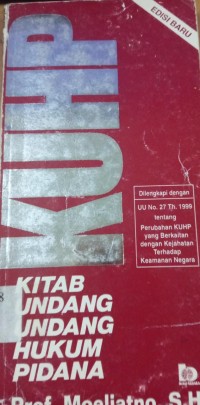 EDISI BARU
KUHP
Dilengkapi dengan
UU No. 27 Th. 1999
tentang
Perubahan KUHP
yang Berkaitan
dengan Kejahatan
Terhadap
Keamanan Negara
8
KITAB
UNDANG
UNDANG
HUKUM
PIDANA
Prof. Moeljatno, S.H